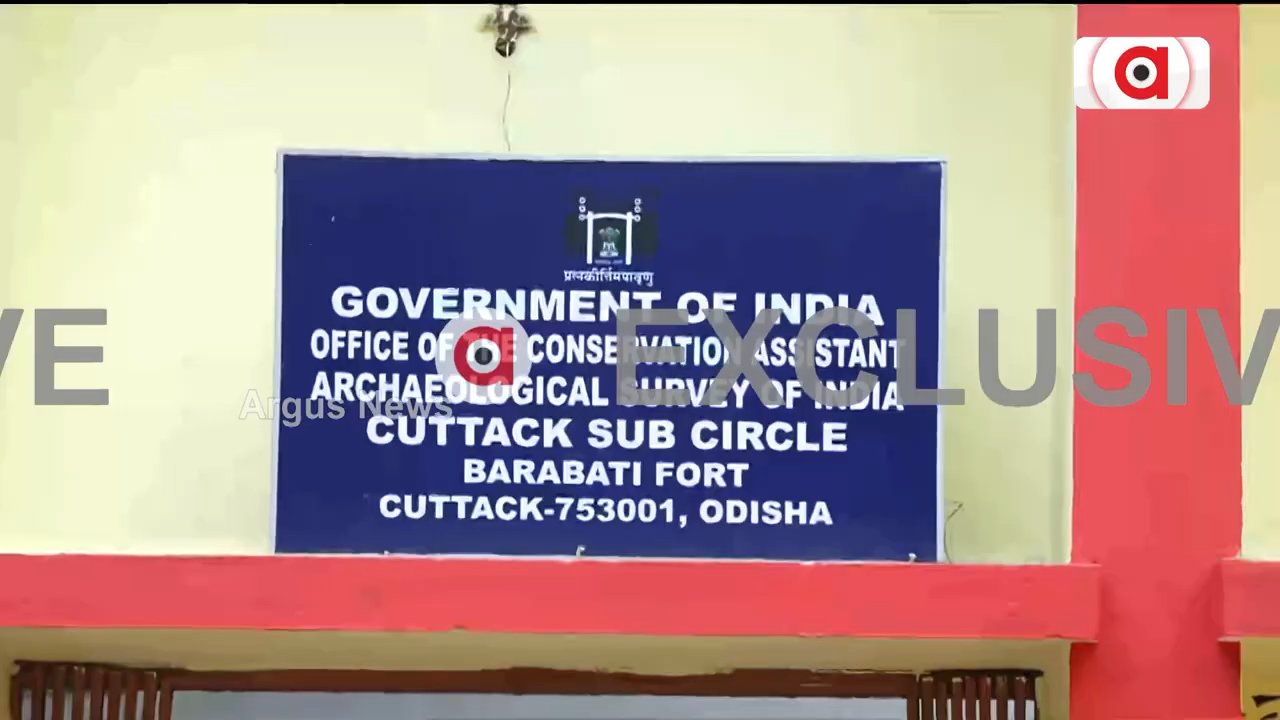 प्रत्नकीर्त्तिमपावृणु
GOVERNMENT OF INDIA
OFFICE OF THE CONSERVATION ASSISTANT
ARCHAEOLOGICAL SURVEY OF INDIA
CUTTACK SUB CIRCLE
BARABATI FORT
CUTTACK-753001, ODISHA
a
VE
a EXCLUSIV
Argus News